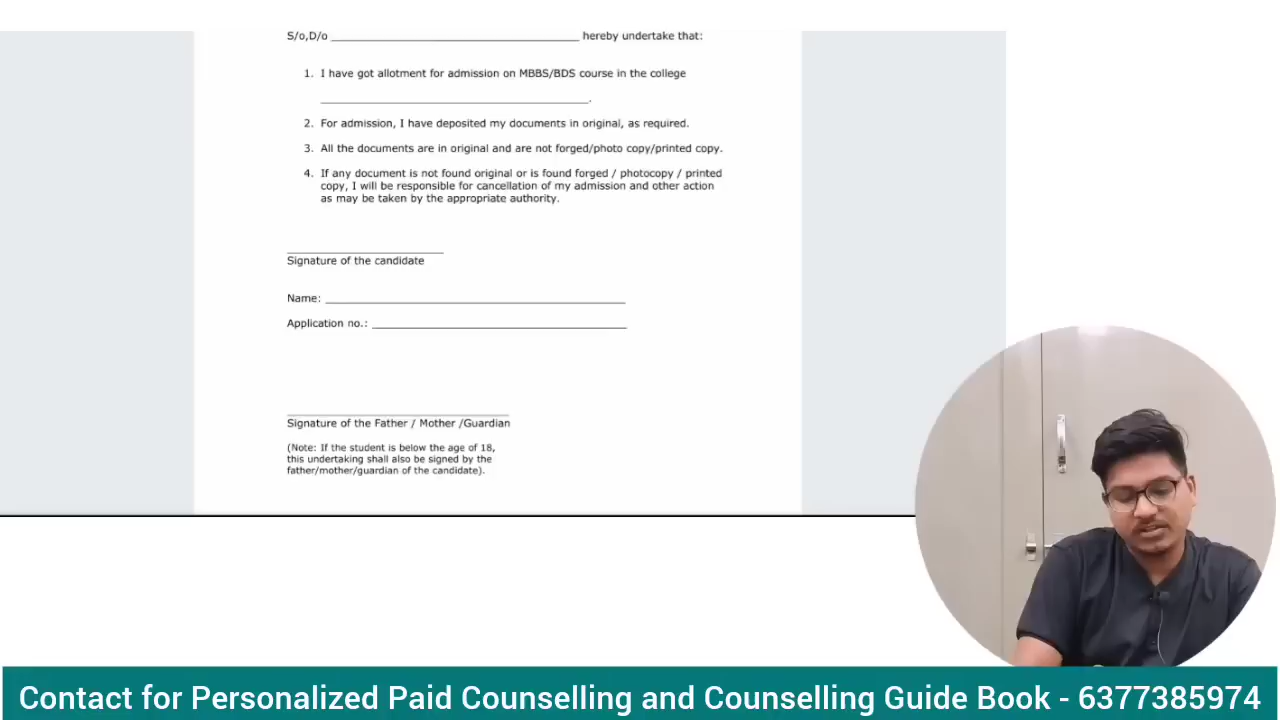 S/o,D/o ________________________________________ hereby undertake that:
1. I have got allotment for admission on MBBS/BDS course in the college
___________________________________________.
2. For admission, I have deposited my documents in original, as required.
3. All the documents are in original and are not forged/photo copy/printed copy.
4. If any document is not found original or is found forged / photocopy / printed
copy, I will be responsible for cancellation of my admission and other action
as may be taken by the appropriate authority.
Signature of the candidate
Name: ________________________________________________
Application no.: _________________________________________
Signature of the Father / Mother /Guardian
(Note: If the student is below the age of 18,
this undertaking shall also be signed by the
father/mother/guardian of the candidate).
Contact for Personalized Paid Counselling and Counselling Guide Book - 6377385974